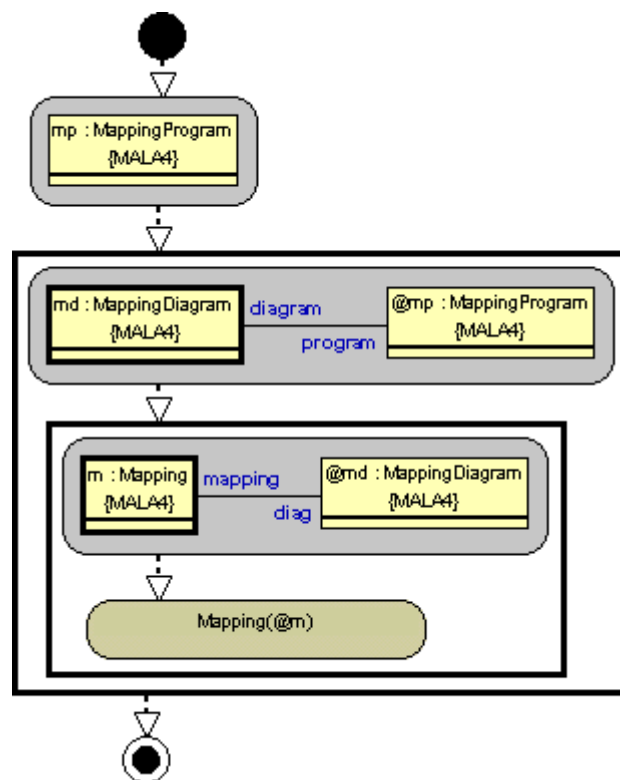 mp : MappingProgram
{MALA4}
md : MappingDiagram
{MALA4}
diagram
program
@mp : MappingProgram
{MALA4}
m : Mapping
{MALA4}
mapping
diag
@md : MappingDiagram
{MALA4}
Mapping(@m)